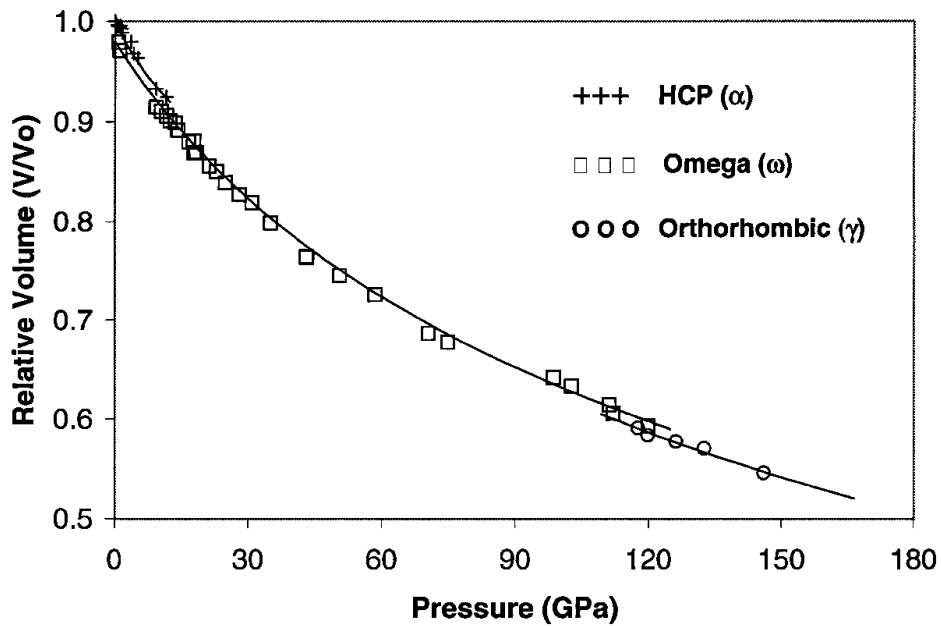 1.0
0.9
0.8
0.7
0.6
0.5
Relative Volume (V/Vo)
+++ HCP (α)
□ □ □ Omega (ω)
O O O Orthorhombic (γ)
0 30 60 90 120 150 180
Pressure (GPa)